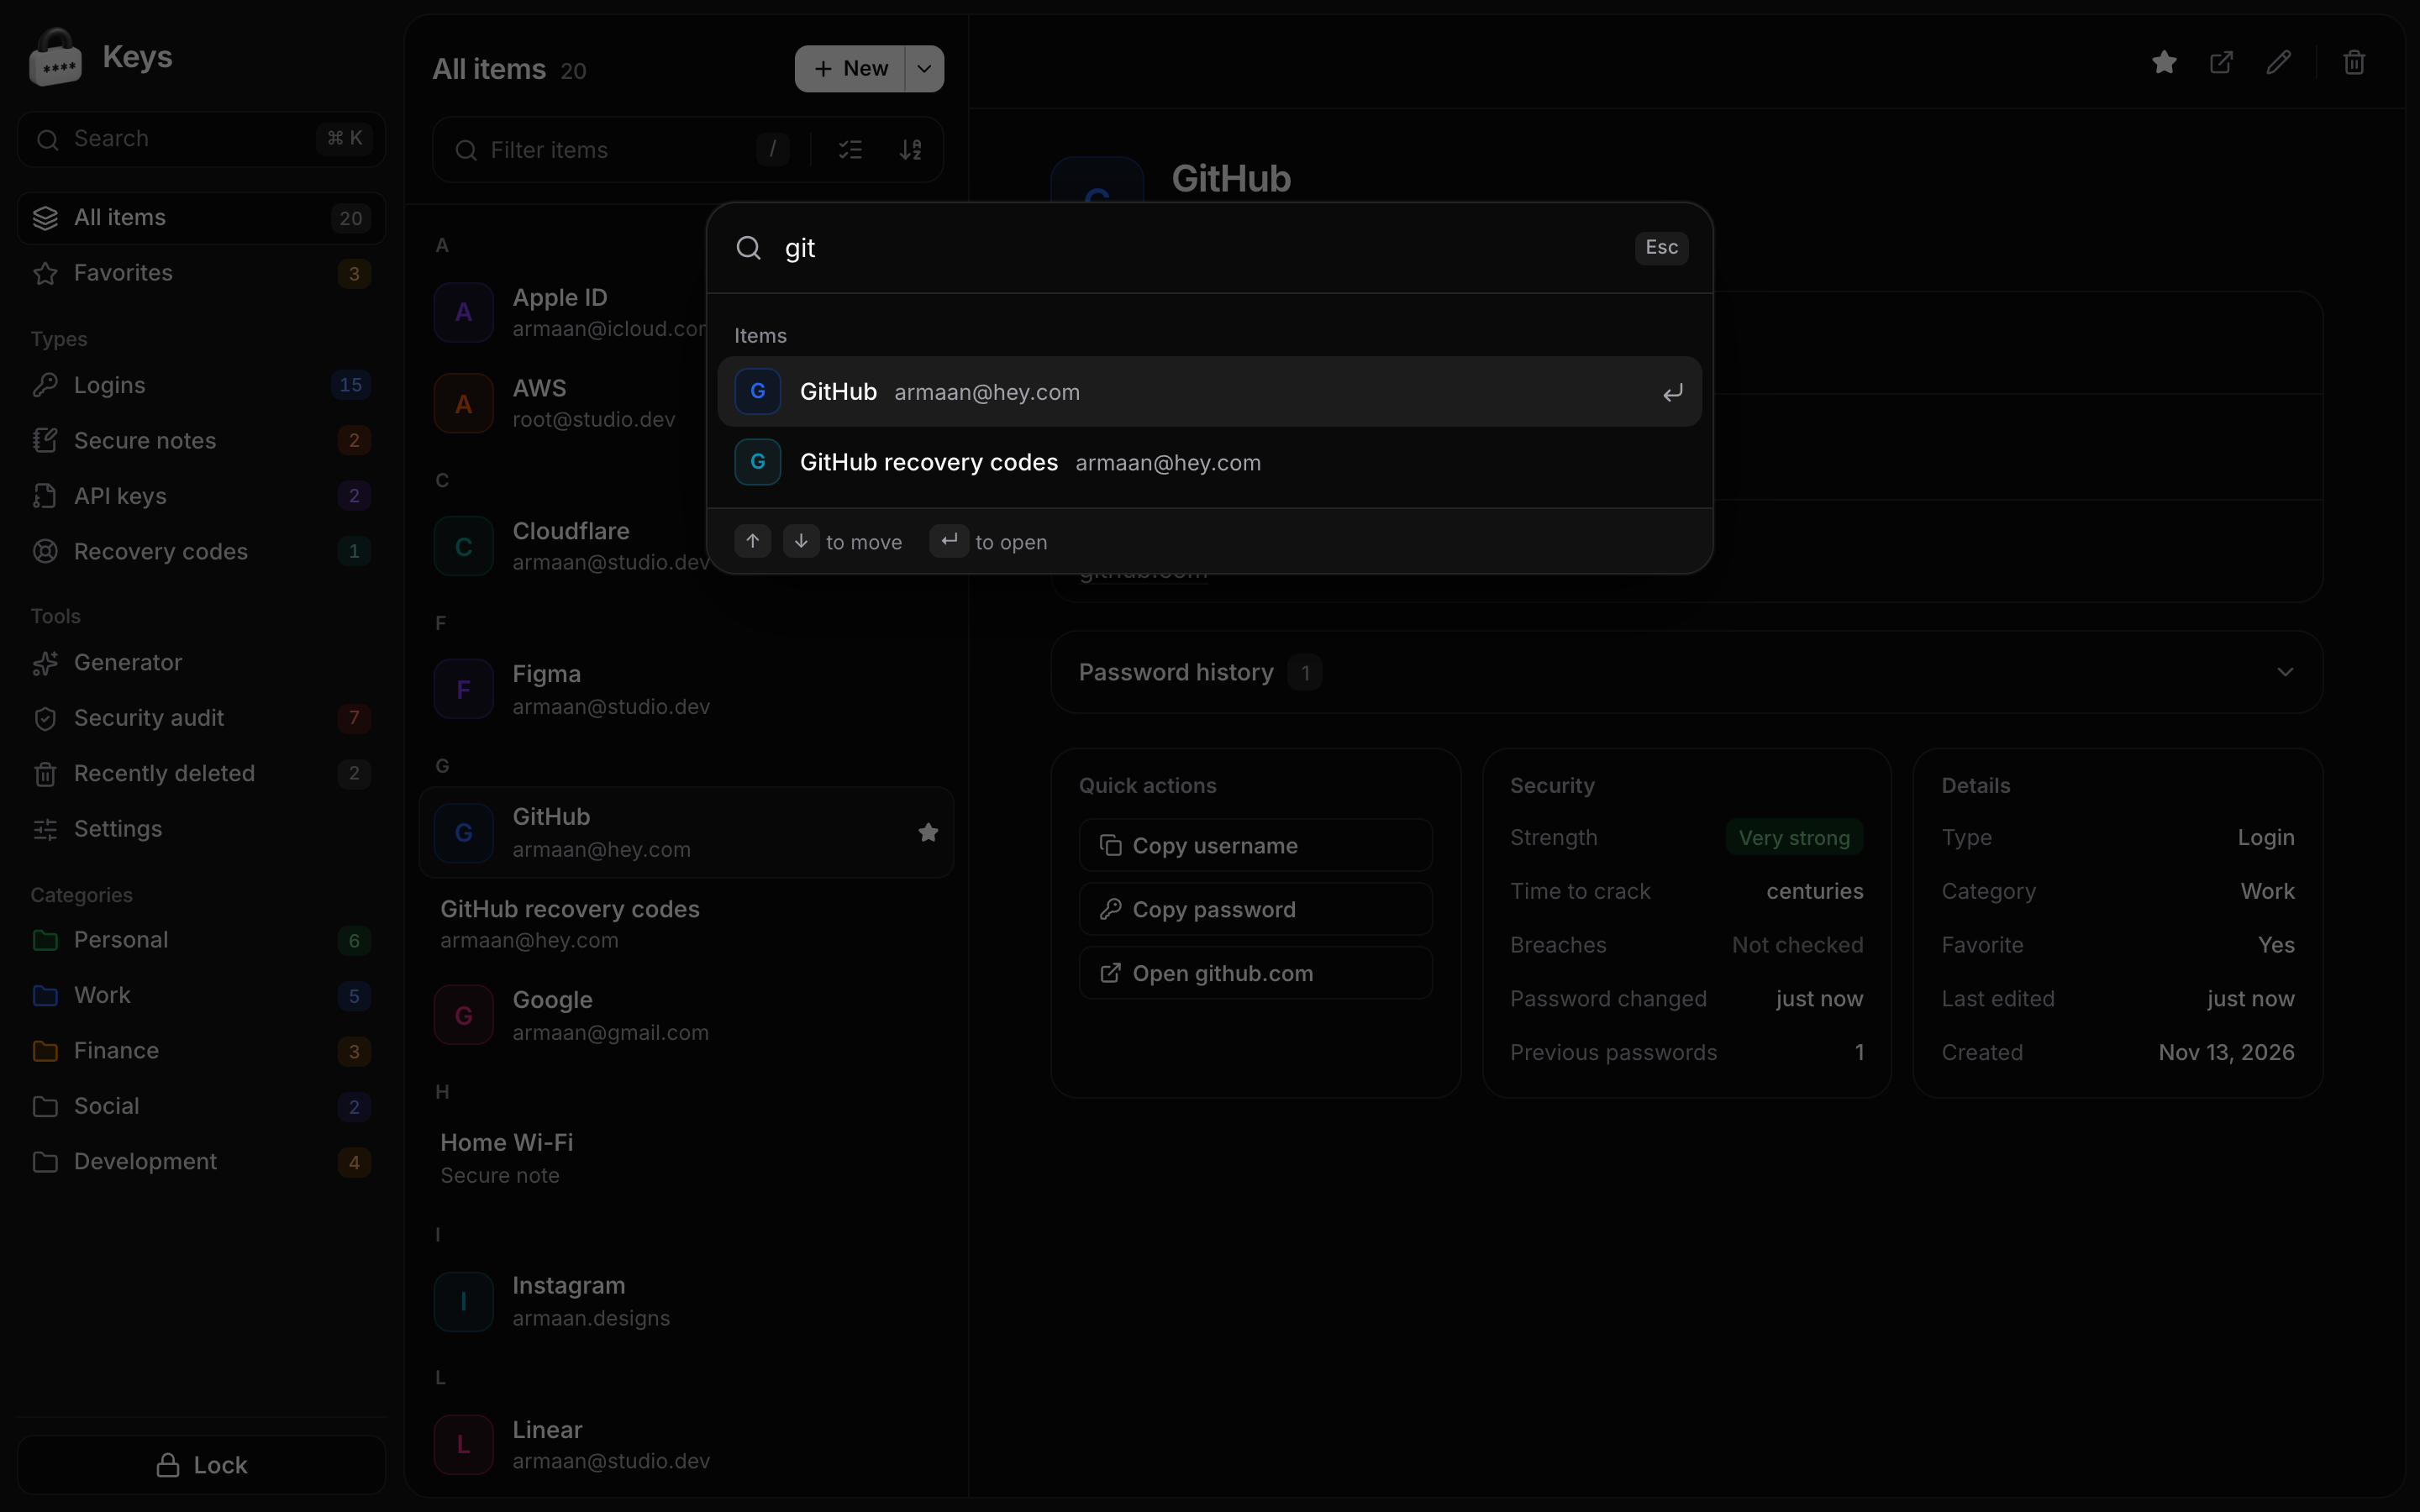 ****
Keys
Search
⌘ K
All items 20
Favorites 3
Types
Logins 15
Secure notes 2
API keys 2
Recovery codes 1
Tools
Generator
Security audit 7
Recently deleted 2
Settings
Categories
Personal 6
Work 5
Finance 3
Social 2
Development 4
Lock
All items 20
+ New
Filter items /
A
A
Apple ID
armaan@icloud.com
A
AWS
root@studio.dev
C
C
Cloudflare
armaan@studio.dev
F
F
Figma
armaan@studio.dev
G
G
GitHub
armaan@hey.com
GitHub recovery codes
armaan@hey.com
G
Google
armaan@gmail.com
H
Home Wi-Fi
Secure note
I
I
Instagram
armaan.designs
L
L
Linear
armaan@studio.dev
GitHub
git
Esc
Items
G GitHub armaan@hey.com
G GitHub recovery codes armaan@hey.com
↑ ↓ to move ↵ to open
github.com
Password history 1
Quick actions
Copy username
Copy password
Open github.com
Security
Strength Very strong
Time to crack centuries
Breaches Not checked
Password changed just now
Previous passwords 1
Details
Type Login
Category Work
Favorite Yes
Last edited just now
Created Nov 13, 2026